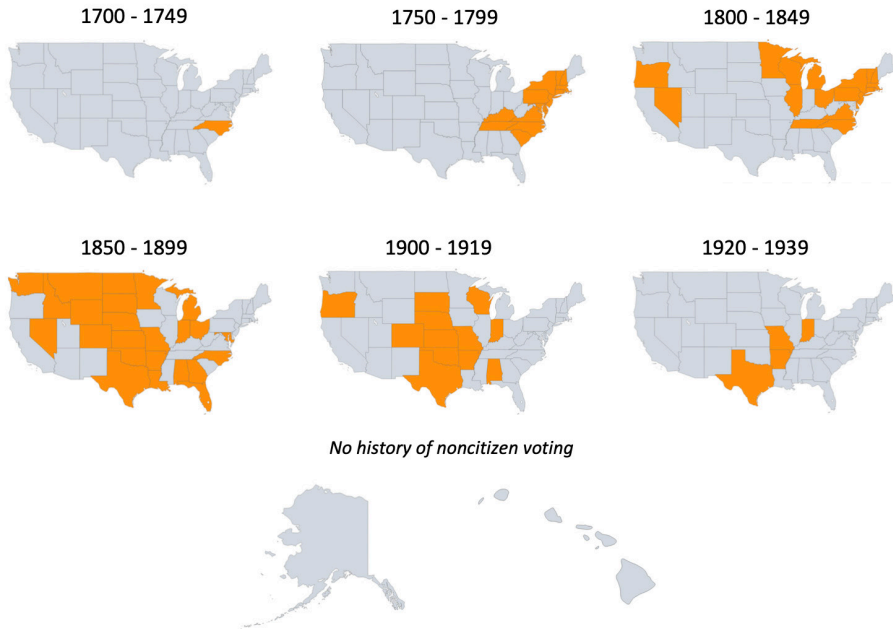 1700 - 1749
1750 - 1799
1800 - 1849
1850 - 1899
1900 - 1919
1920 - 1939
No history of noncitizen voting